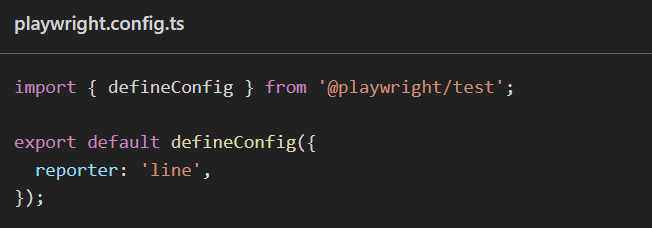 playwright.config.ts
import { defineConfig } from '@playwright/test';
export default defineConfig({
  reporter: 'line',
});